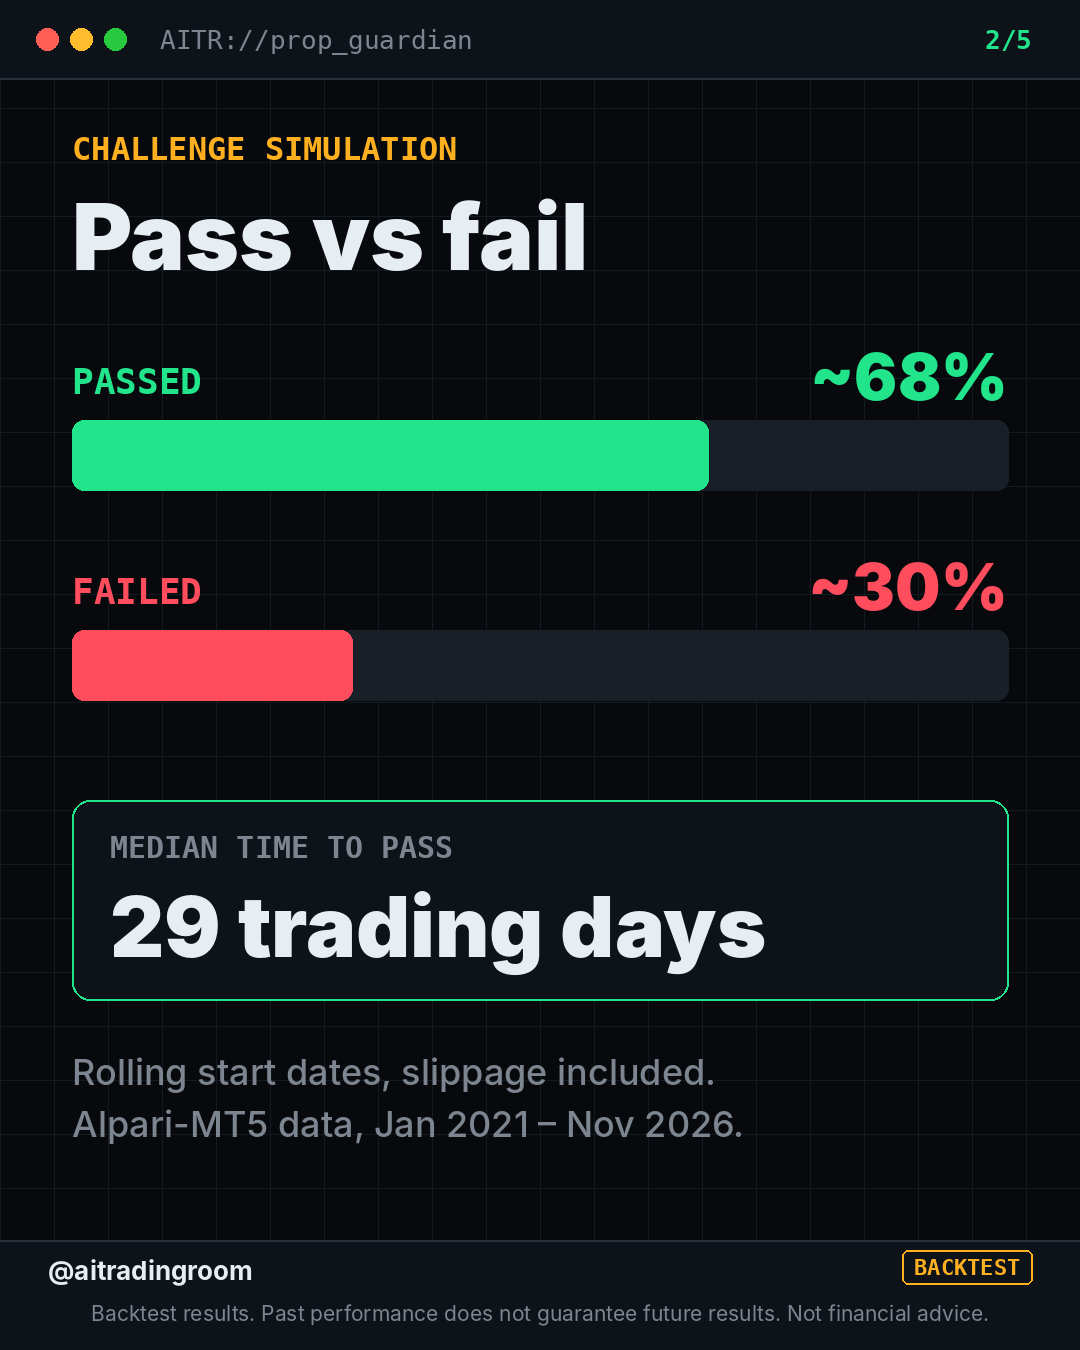 AITR://prop_guardian
2/5
CHALLENGE SIMULATION
Pass vs fail
PASSED
~68%
FAILED
~30%
MEDIAN TIME TO PASS
29 trading days
Rolling start dates, slippage included.
Alpari-MT5 data, Jan 2021 – Nov 2026.
@aitradingroom
BACKTEST
Backtest results. Past performance does not guarantee future results. Not financial advice.